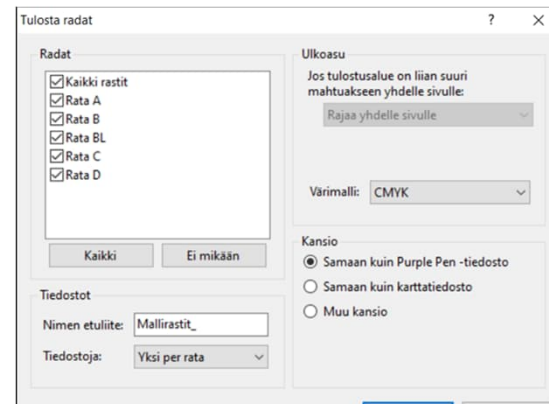 Tulosta radat
?
Radat
Kaikki rastit
Rata A
Rata B
Rata BL
Rata C
Rata D
Kaikki
Ei mikään
Tiedostot
Nimen etuliite:
Mallirastit_
Tiedostoja:
Yksi per rata
Ulkoasu
Jos tulostusalue on liian suuri
mahtuakseen yhdelle sivulle:
Rajaa yhdelle sivulle
Värimalli:
CMYK
Kansio
Samaan kuin Purple Pen -tiedosto
Samaan kuin karttatiedosto
Muu kansio